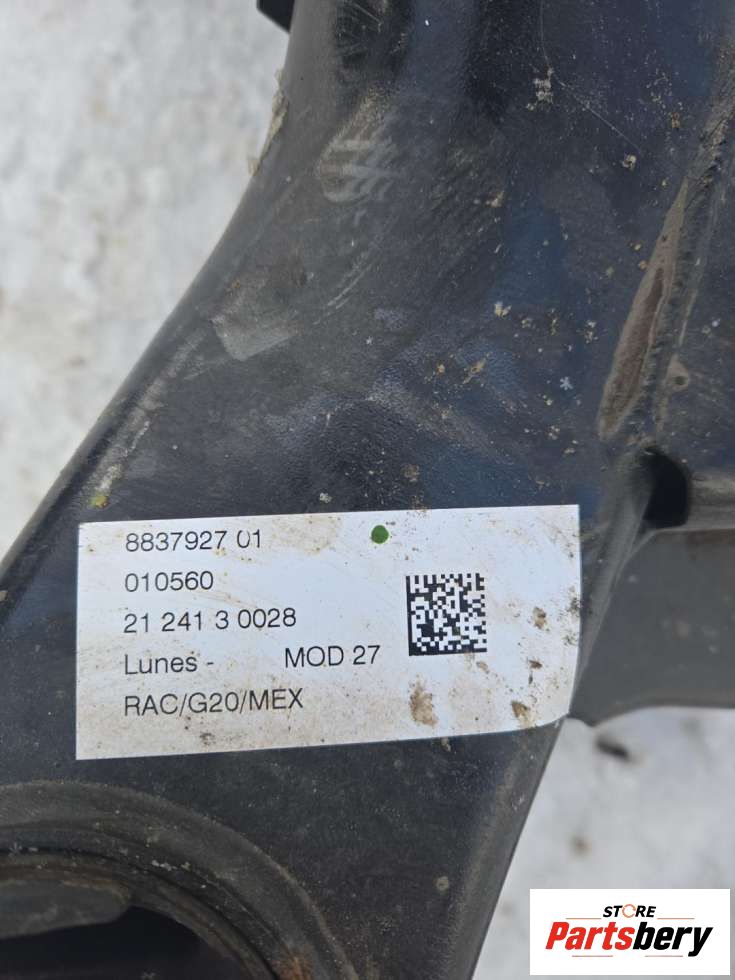 8837927 01
010560
21 241 3 0028
Lunes - MOD 27
RAC/G20/MEX
STORE
Partsbery